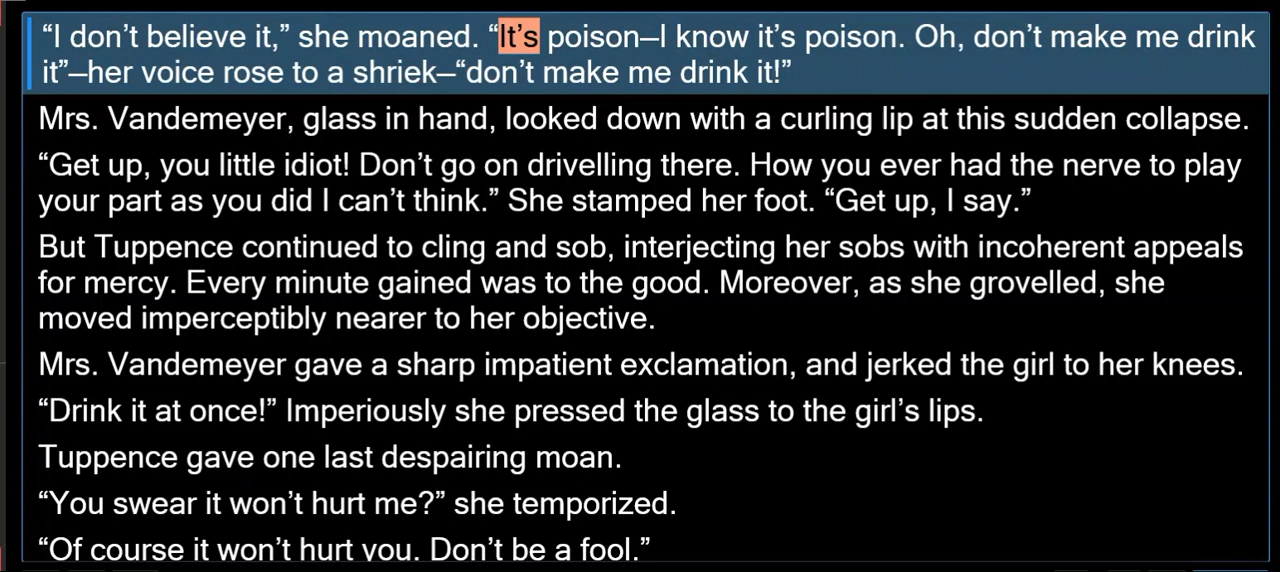 “I don’t believe it,” she moaned. “It’s poison—I know it’s poison. Oh, don’t make me drink
it”—her voice rose to a shriek—“don’t make me drink it!”
Mrs. Vandemeyer, glass in hand, looked down with a curling lip at this sudden collapse.
“Get up, you little idiot! Don’t go on drivelling there. How you ever had the nerve to play
your part as you did I can’t think.” She stamped her foot. “Get up, I say.”
But Tuppence continued to cling and sob, interjecting her sobs with incoherent appeals
for mercy. Every minute gained was to the good. Moreover, as she grovelled, she
moved imperceptibly nearer to her objective.
Mrs. Vandemeyer gave a sharp impatient exclamation, and jerked the girl to her knees.
“Drink it at once!” Imperiously she pressed the glass to the girl’s lips.
Tuppence gave one last despairing moan.
“You swear it won’t hurt me?” she temporized.
“Of course it won’t hurt you. Don’t be a fool.”